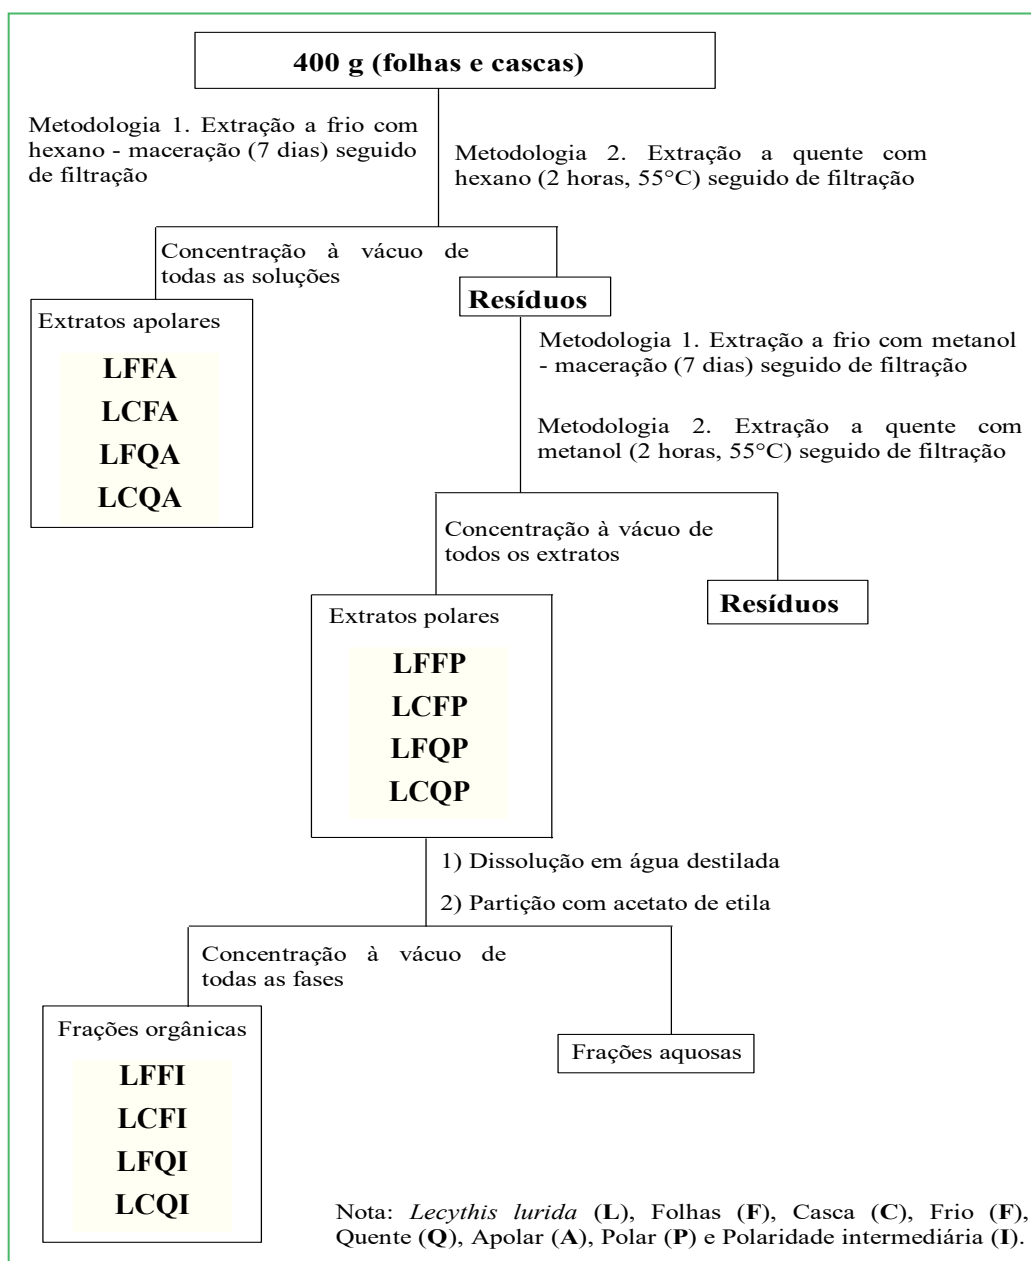 400 g (folhas e cascas)
Metodologia 1. Extração a frio com
hexano - maceração (7 dias) seguido
de filtração
Metodologia 2. Extração a quente com
hexano (2 horas, 55°C) seguido de filtração
Concentração à vácuo de
todas as soluções
Resíduos
Extratos apolares
LFFA
LCFA
LFQA
LCQA
Metodologia 1. Extração a frio com metanol
- maceração (7 dias) seguido de filtração
Metodologia 2. Extração a quente com
metanol (2 horas, 55°C) seguido de filtração
Concentração à vácuo de
todos os extratos
Resíduos
Extratos polares
LFFP
LCFP
LFQP
LCQP
1) Dissolução em água destilada
2) Partição com acetato de etila
Concentração à vácuo de
todas as fases
Frações orgânicas
LFFI
LCFI
LFQI
LCQI
Frações aquosas
Nota: Lecythis lurida (L), Folhas (F), Casca (C), Frio (F),
Quente (Q), Apolar (A), Polar (P) e Polaridade intermediária (I).